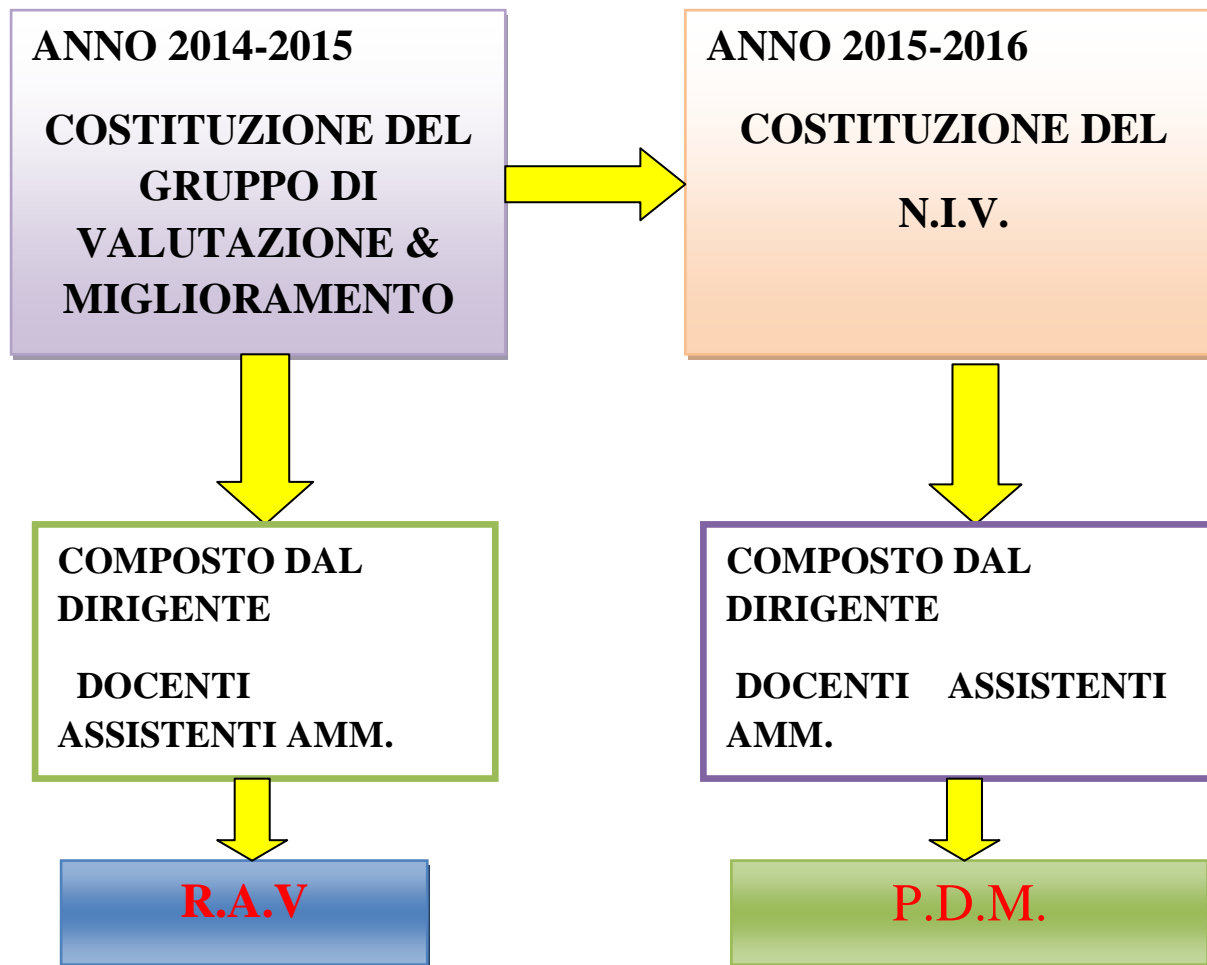 ANNO 2014-2015
COSTITUZIONE DEL
GRUPPO DI
VALUTAZIONE &
MIGLIORAMENTO
ANNO 2015-2016
COSTITUZIONE DEL
N.I.V.
COMPOSTO DAL
DIRIGENTE
DOCENTI
ASSISTENTI AMM.
COMPOSTO DAL
DIRIGENTE
DOCENTI ASSISTENTI
AMM.
R.A.V
P.D.M.